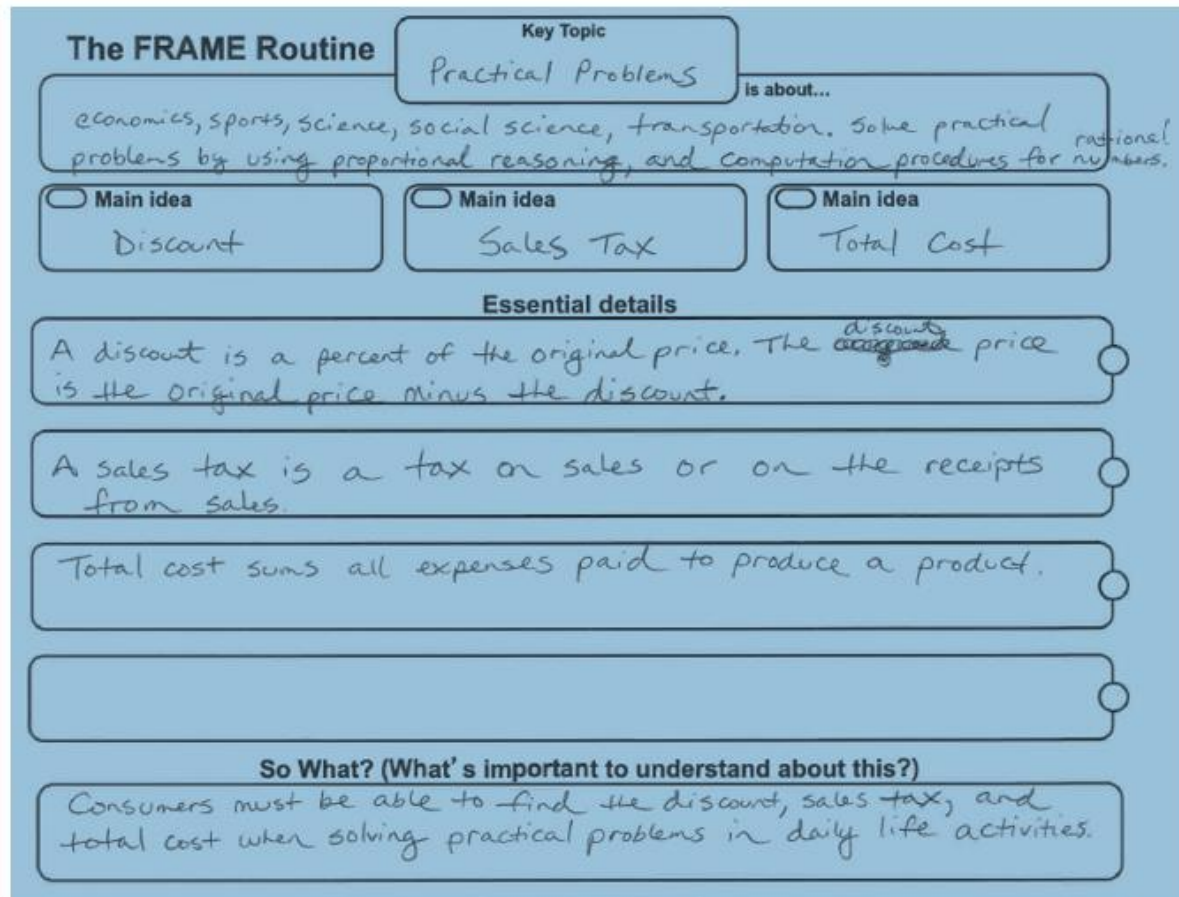 The FRAME Routine
Key Topic
Practical Problems
is about...
economics, sports, science, social science, transportation. Solve practical
problems by using proportional reasoning, and computation procedures for rational numbers.
Main idea
Discount
Main idea
Sales Tax
Main idea
Total Cost
Essential details
A discount is a percent of the original price. The discount price
is the original price minus the discount.
A sales tax is a tax on sales or on the receipts
from sales.
Total cost sums all expenses paid to produce a product.
So What? (What's important to understand about this?)
Consumers must be able to find the discount, sales tax, and
total cost when solving practical problems in daily life activities.